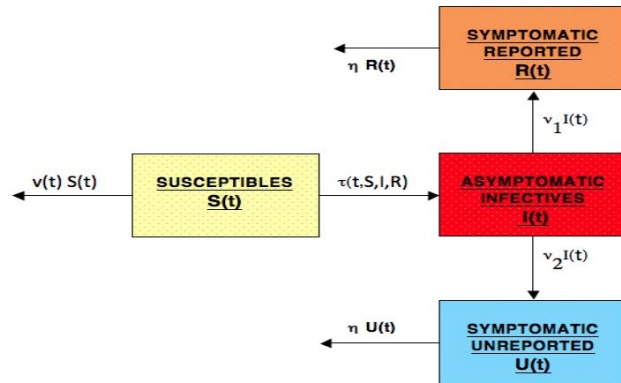 SYMPTOMATIC
REPORTED
R(t)
η R(t)
ν1I(t)
v(t) S(t)
SUSCEPTIBLES
S(t)
τ(t,S,I,R)
ASYMPTOMATIC
INFECTIVES
I(t)
ν2I(t)
η U(t)
SYMPTOMATIC
UNREPORTED
U(t)